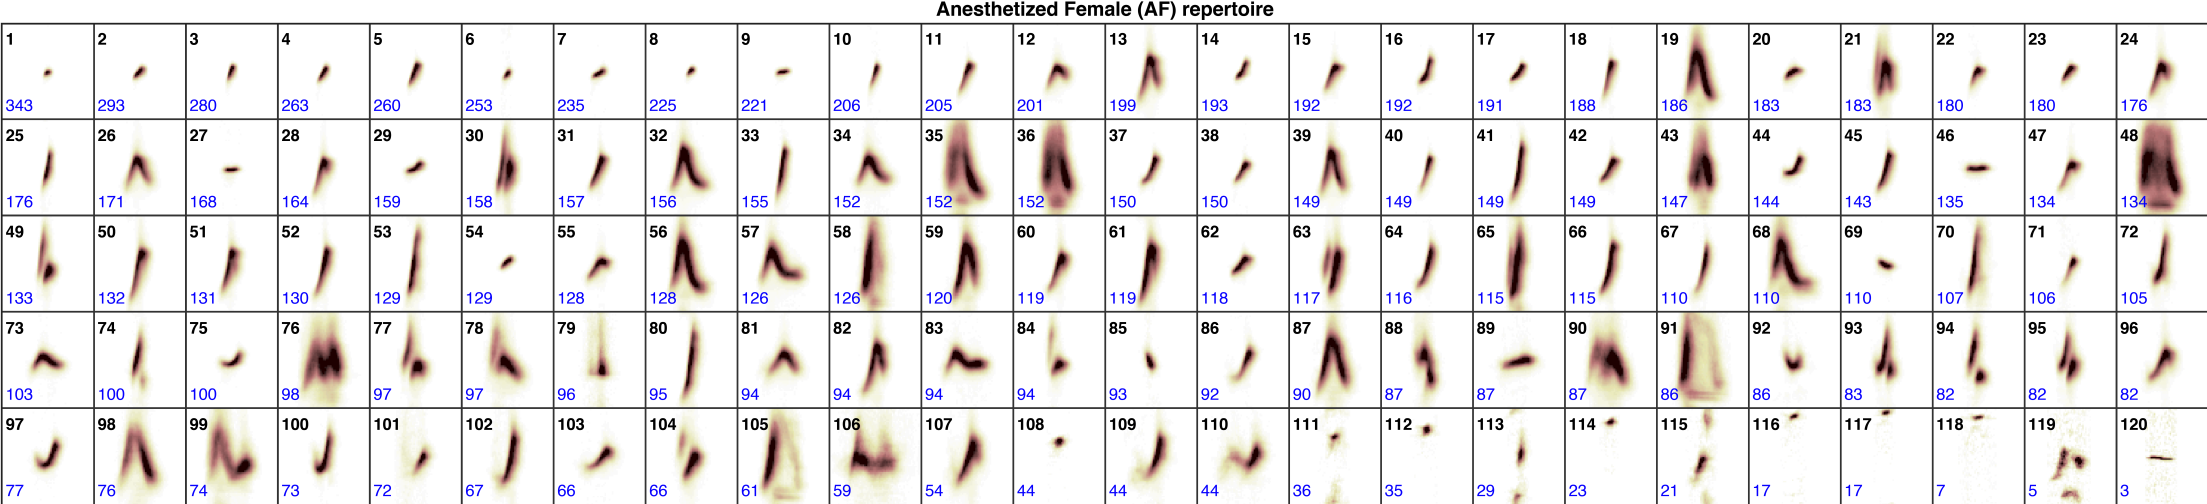 Anesthetized Female (AF) repertoire
1 2 3 4 5 6 7 8 9 10 11 12 13 14 15 16 17 18 19 20 21 22 23 24
343 293 280 263 260 253 235 225 221 206 205 201 199 193 192 192 191 188 186 183 183 180 180 176
25 26 27 28 29 30 31 32 33 34 35 36 37 38 39 40 41 42 43 44 45 46 47 48
176 171 168 164 159 158 157 156 155 152 152 152 150 150 149 149 149 149 147 144 143 135 134 134
49 50 51 52 53 54 55 56 57 58 59 60 61 62 63 64 65 66 67 68 69 70 71 72
133 132 131 130 129 129 128 128 126 126 120 119 119 118 117 116 115 115 110 110 110 107 106 105
73 74 75 76 77 78 79 80 81 82 83 84 85 86 87 88 89 90 91 92 93 94 95 96
103 100 100 98 97 97 96 95 94 94 94 94 93 92 90 87 87 87 86 86 83 82 82 82
97 98 99 100 101 102 103 104 105 106 107 108 109 110 111 112 113 114 115 116 117 118 119 120
77 76 74 73 72 67 66 66 61 59 54 44 44 44 36 35 29 23 21 17 17 7 5 3